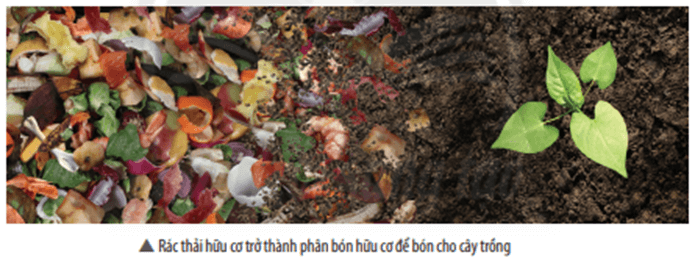 ▲ Rác thải hữu cơ trở thành phân bón hữu cơ để bón cho cây trồng